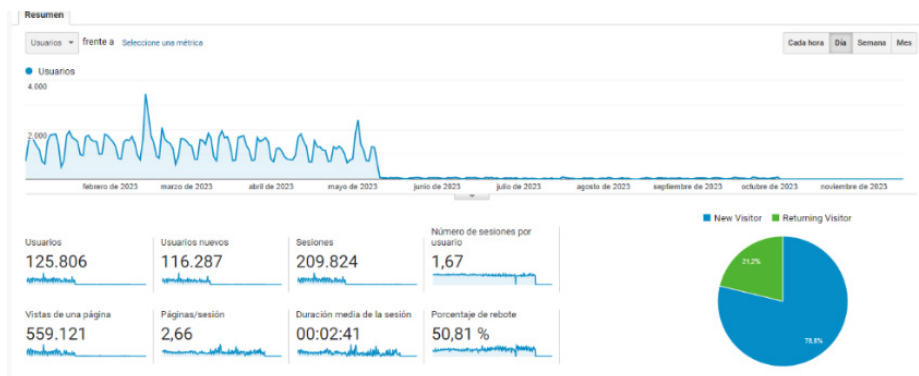 Resumen
Usuarios frente a Seleccione una métrica
Cada hora Día Semana Mes
Usuarios
4.000
2.000
febrero de 2023 marzo de 2023 abril de 2023 mayo de 2023 junio de 2023 julio de 2023 agosto de 2023 septiembre de 2023 octubre de 2023 noviembre de 2023
New Visitor Returning Visitor
Usuarios
125.806
Usuarios nuevos
116.287
Sesiones
209.824
Número de sesiones por
usuario
1,67
Vistas de una página
559.121
Páginas/sesión
2,66
Duración media de la sesión
00:02:41
Porcentaje de rebote
50,81 %
21,2%
78,8%